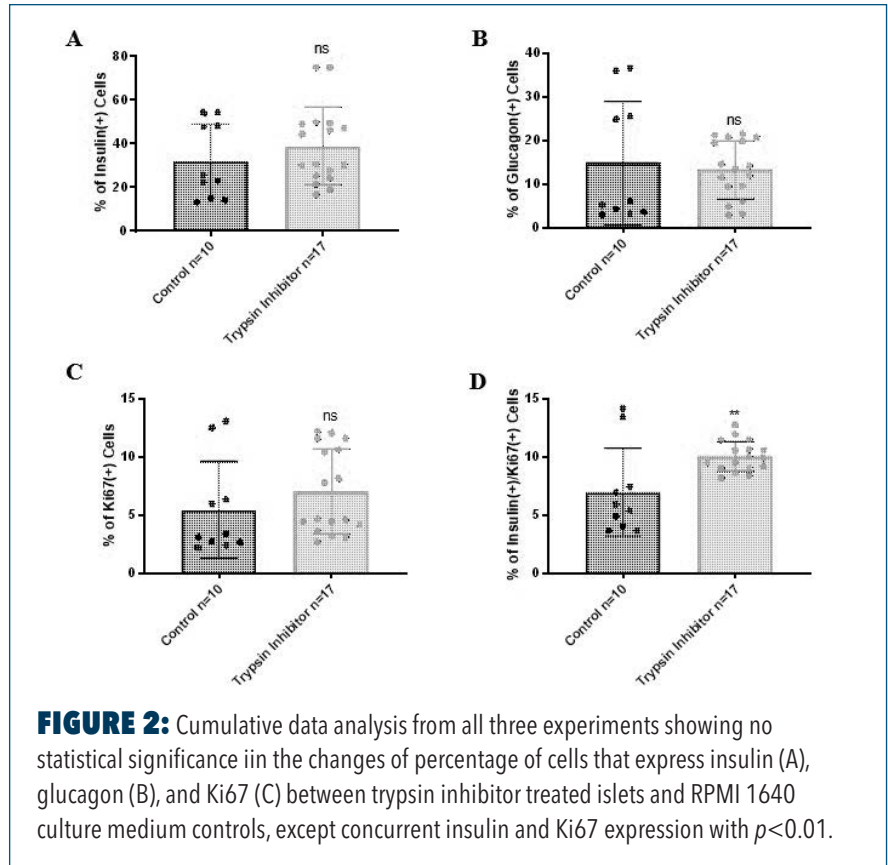 A
ns
% of Insulin(+) Cells
80
60
40
20
0
Control n=10
Trypsin Inhibitor n=17
B
ns
% of Glucagon(+) Cells
40
30
20
10
0
Control n=10
Trypsin Inhibitor n=17
C
ns
% of Ki67(+) Cells
15
10
5
0
Control n=10
Trypsin Inhibitor n=17
D
**
% of Insulin(+)/Ki67(+) Cells
15
10
5
0
Control n=10
Trypsin Inhibitor n=17
FIGURE 2: Cumulative data analysis from all three experiments showing no
statistical significance iin the changes of percentage of cells that express insulin (A),
glucagon (B), and Ki67 (C) between trypsin inhibitor treated islets and RPMI 1640
culture medium controls, except concurrent insulin and Ki67 expression with p<0.01.